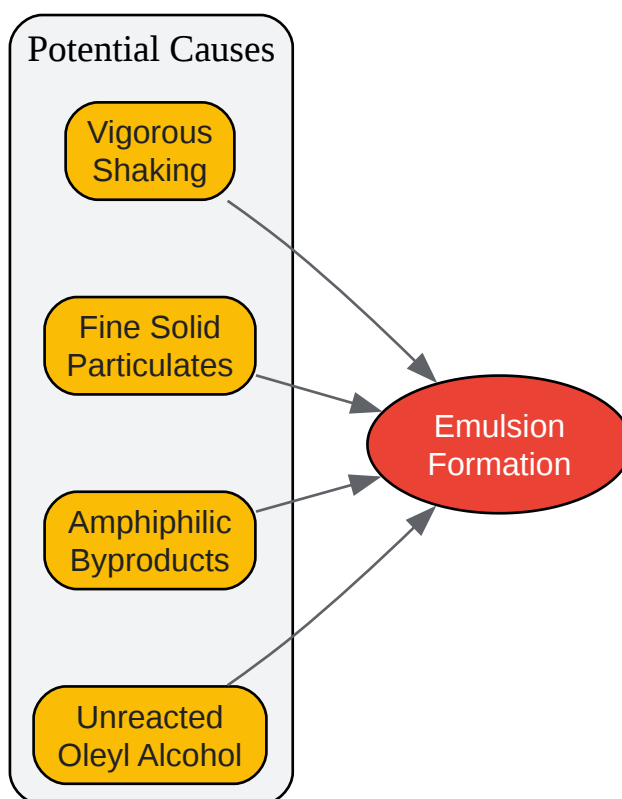 Potential Causes
Vigorous
Shaking
Fine Solid
Particulates
Emulsion
Formation
Amphiphilic
Byproducts
Unreacted
Oleyl Alcohol